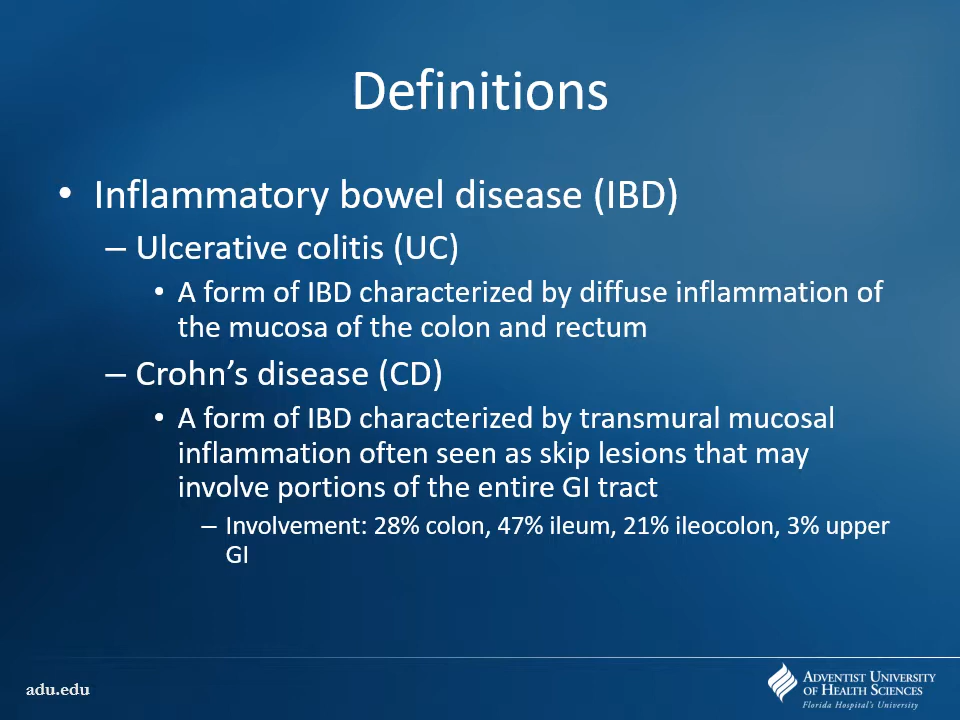 Definitions
• Inflammatory bowel disease (IBD)
– Ulcerative colitis (UC)
• A form of IBD characterized by diffuse inflammation of
the mucosa of the colon and rectum
– Crohn’s disease (CD)
• A form of IBD characterized by transmural mucosal
inflammation often seen as skip lesions that may
involve portions of the entire GI tract
– Involvement: 28% colon, 47% ileum, 21% ileocolon, 3% upper
GI
adu.edu
ADVENTIST UNIVERSITY
OF HEALTH SCIENCES
Florida Hospital's University